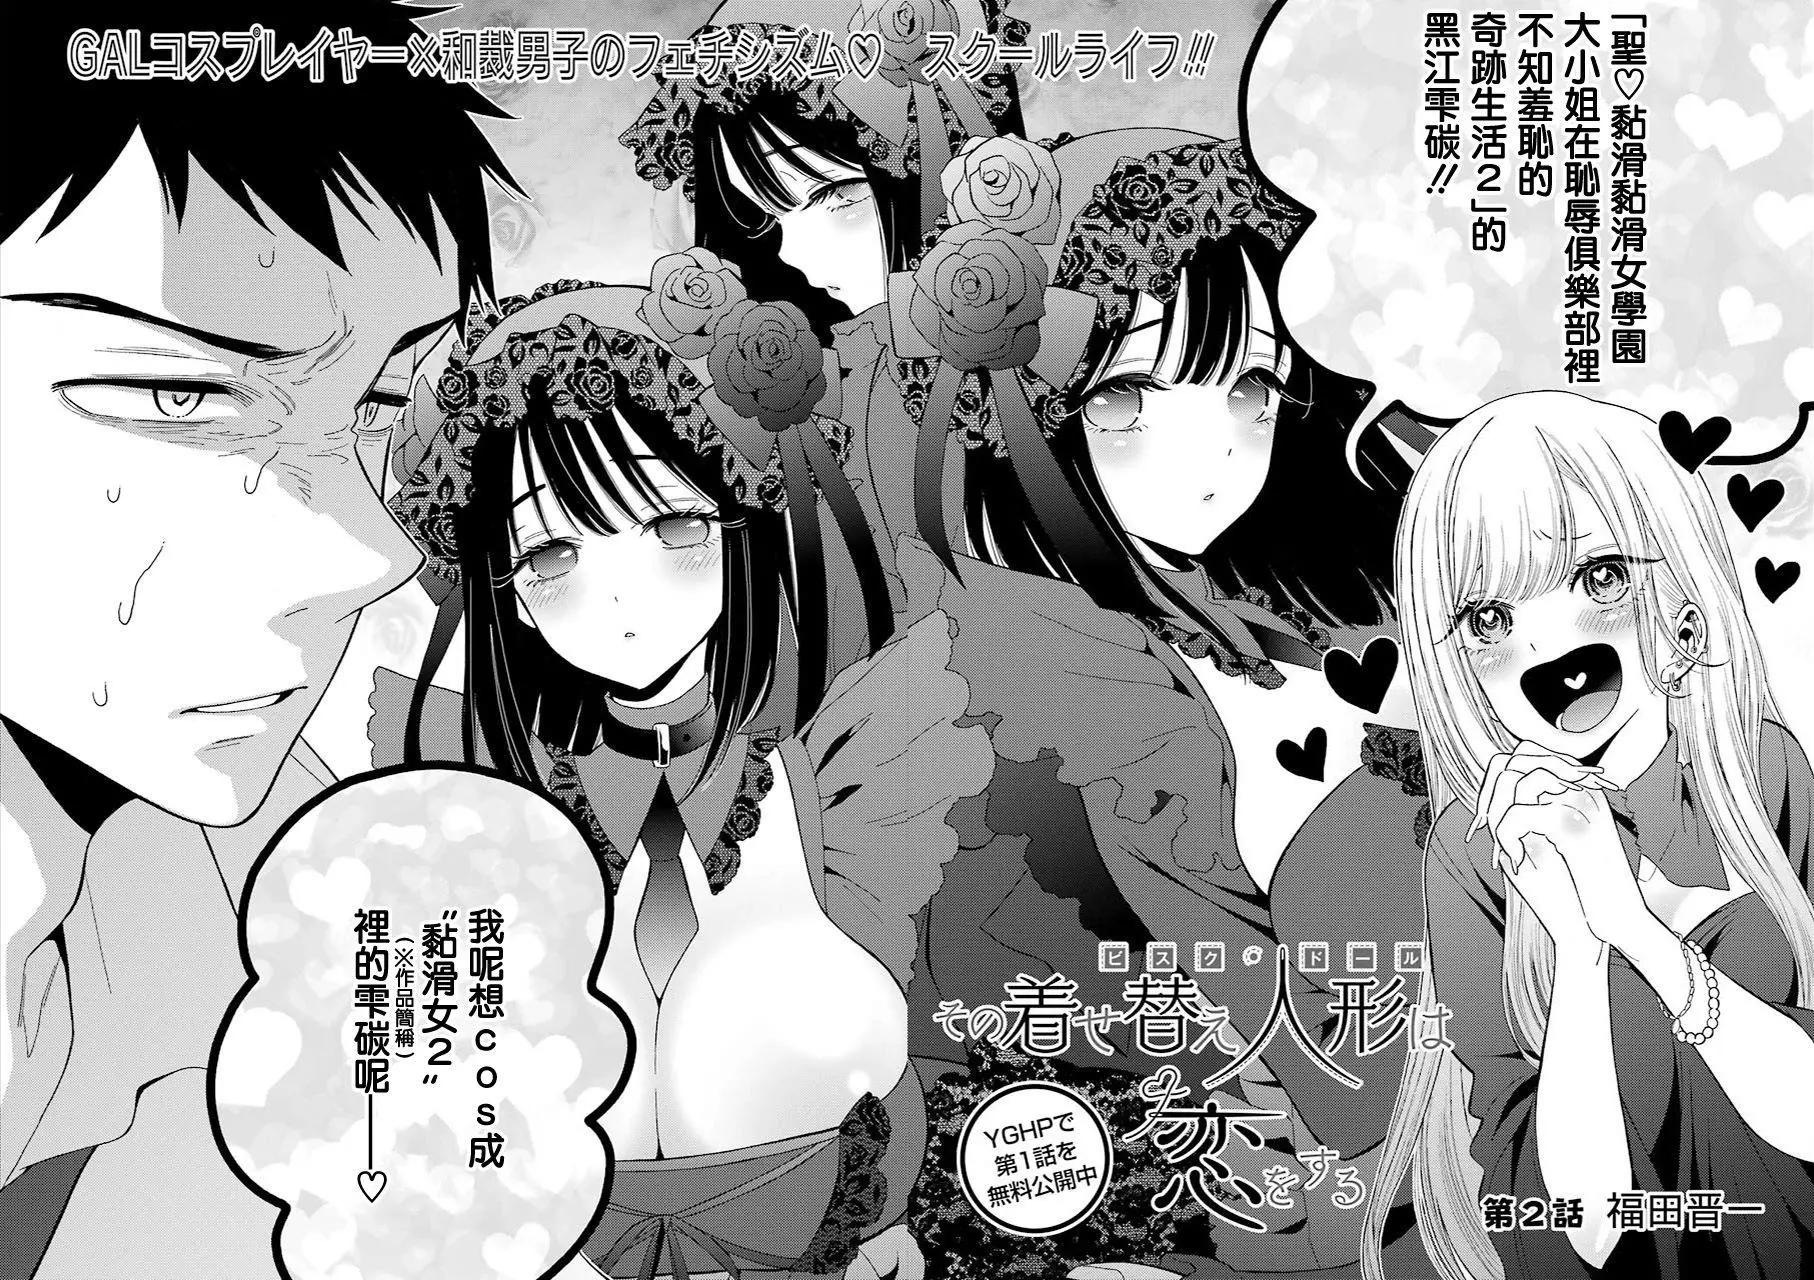 GALコスプレイヤー×和裁男子のフェチシズム♡　スクールライフ!!
「聖♡黏滑黏滑女學園
大小姐在恥辱俱樂部裡
不知羞恥的
奇跡生活2」的
黑江雫碳!!
我呢想cos成
“黏滑女2”
(※作品簡稱)
裡的雫碳呢——♡
ビスク・ドール
その着せ替え人形は
恋をする
YGHPで
第1話を
無料公開中
第2話 福田晋一